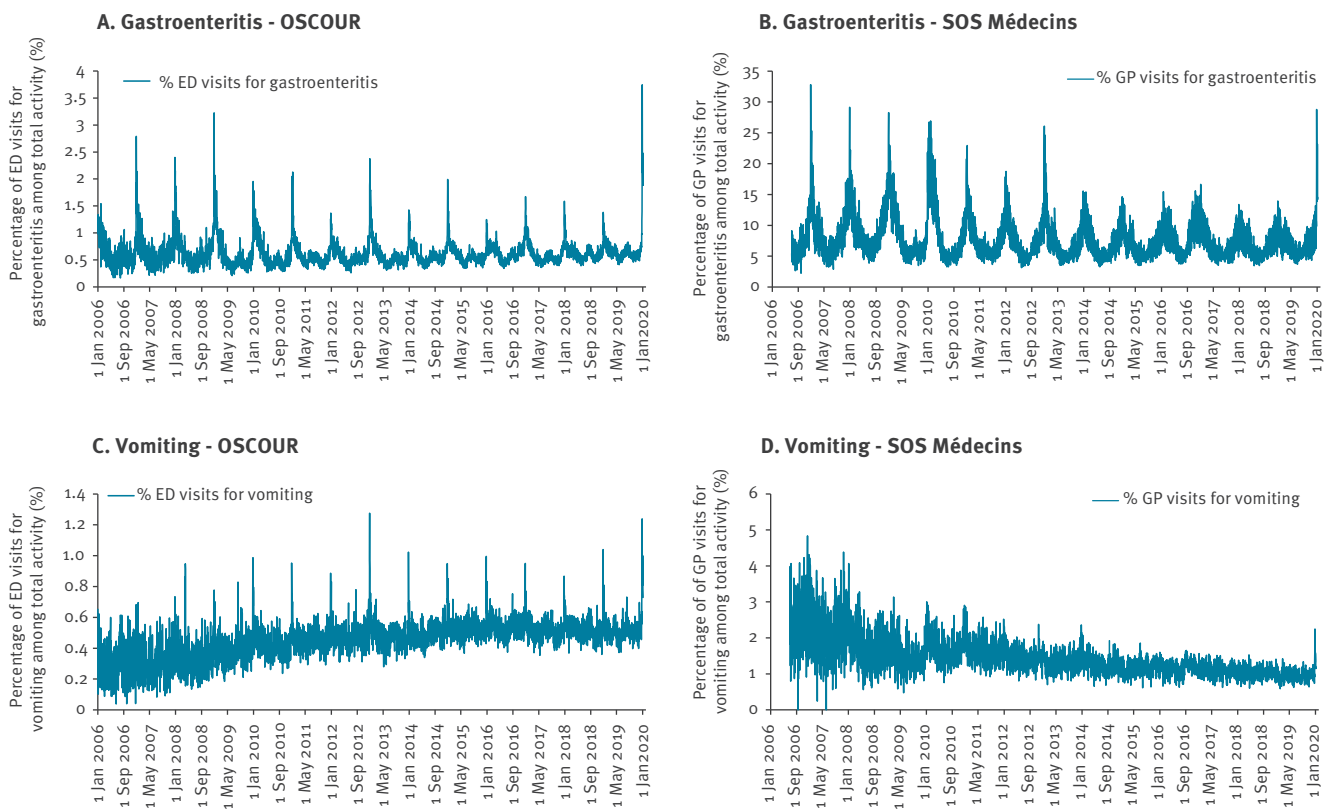 A. Gastroenteritis - OSCOUR
Percentage of ED visits for
gastroenteritis among total activity (%)
% ED visits for gastroenteritis
4
3.5
3
2.5
2
1.5
1
0.5
0
1 Jan 2006
1 Sep 2006
1 May 2007
1 Jan 2008
1 Sep 2008
1 May 2009
1 Jan 2010
1 Sep 2010
1 May 2011
1 Jan 2012
1 Sep 2012
1 May 2013
1 Jan 2014
1 Sep 2014
1 May 2015
1 Jan 2016
1 Sep 2016
1 May 2017
1 Jan 2018
1 Sep 2018
1 May 2019
1 Jan2020
B. Gastroenteritis - SOS Médecins
Percentage of GP visits for
gastroenteritis among total activity (%)
% GP visits for gastroenteritis
35
30
25
20
15
10
5
0
1 Jan 2006
1 Sep 2006
1 May 2007
1 Jan 2008
1 Sep 2008
1 May 2009
1 Jan 2010
1 Sep 2010
1 May 2011
1 Jan 2012
1 Sep 2012
1 May 2013
1 Jan 2014
1 Sep 2014
1 May 2015
1 Jan 2016
1 Sep 2016
1 May 2017
1 Jan 2018
1 Sep 2018
1 May 2019
1 Jan 2020
C. Vomiting - OSCOUR
Percentage of ED visits for
vomiting among total activity (%)
% ED visits for vomiting
1.4
1.2
1.0
0.8
0.6
0.4
0.2
0
1 Jan 2006
1 Sep 2006
1 May 2007
1 Jan 2008
1 Sep 2008
1 May 2009
1 Jan 2010
1 Sep 2010
1 May 2011
1 Jan 2012
1 Sep 2012
1 May 2013
1 Jan 2014
1 Sep 2014
1 May 2015
1 Jan 2016
1 Sep 2016
1 May 2017
1 Jan 2018
1 Sep 2018
1 May 2019
1 Jan2020
D. Vomiting - SOS Médecins
Percentage of of GP visits for
vomiting among total activity (%)
% GP visits for vomiting
6
5
4
3
2
1
0
1 Jan 2006
1 Sep 2006
1 May 2007
1 Jan 2008
1 Sep 2008
1 May 2009
1 Jan 2010
1 Sep 2010
1 May 2011
1 Jan 2012
1 Sep 2012
1 May 2013
1 Jan 2014
1 Sep 2014
1 May 2015
1 Jan 2016
1 Sep 2016
1 May 2017
1 Jan 2018
1 Sep 2018
1 May 2019
1 Jan2020